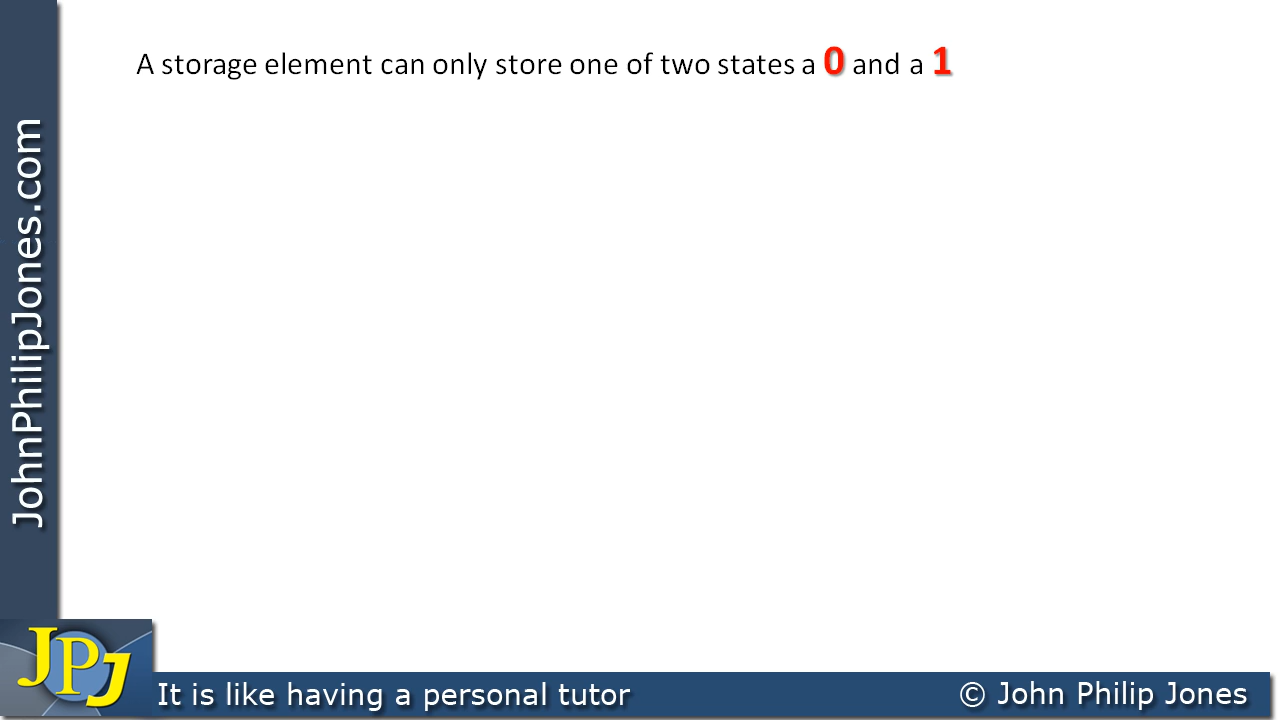 A storage element can only store one of two states a 0 and a 1
JohnPhilipJones.com
JPJ
It is like having a personal tutor
© John Philip Jones